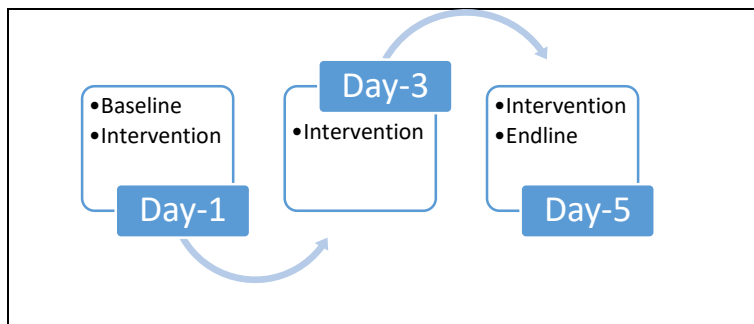 •Baseline
•Intervention
Day-1
Day-3
•Intervention
•Intervention
•Endline
Day-5